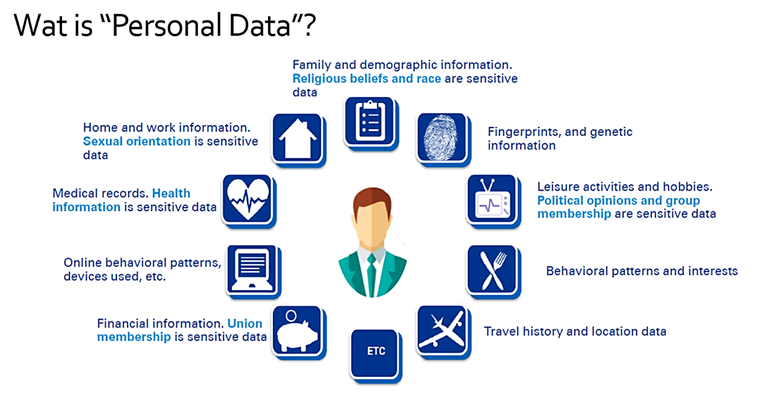 Wat is “Personal Data”?
Family and demographic information.
Religious beliefs and race are sensitive
data
Home and work information.
Sexual orientation is sensitive
data
Fingerprints, and genetic
information
Medical records. Health
information is sensitive data
Leisure activities and hobbies.
Political opinions and group
membership are sensitive data
Online behavioral patterns,
devices used, etc.
Behavioral patterns and interests
Financial information. Union
membership is sensitive data
Travel history and location data
ETC